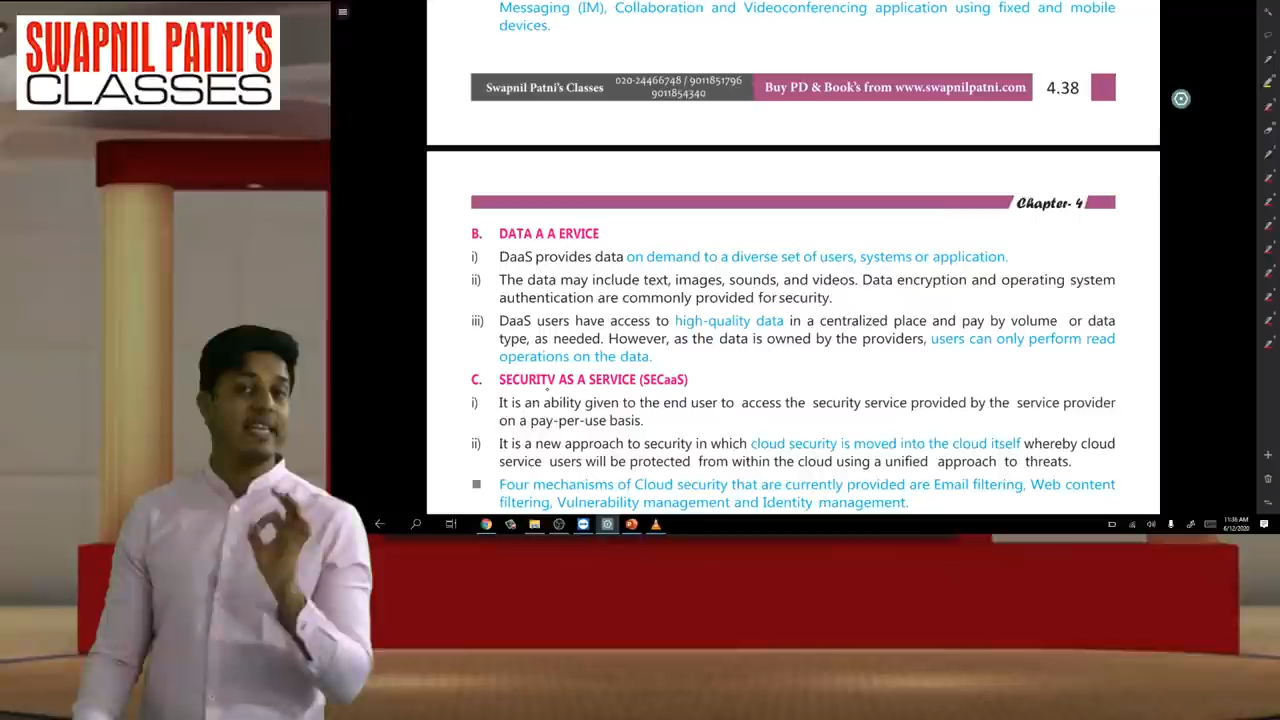 SWAPNIL PATNI'S
CLASSES
Messaging (IM), Collaboration and Videoconferencing application using fixed and mobile
devices.
Swapnil Patni's Classes
020-24466748 / 9011851796
9011854340
Buy PD & Book's from www.swapnilpatni.com
4.38
Chapter- 4
B. DATA A A ERVICE
i) DaaS provides data on demand to a diverse set of users, systems or application.
ii) The data may include text, images, sounds, and videos. Data encryption and operating system
authentication are commonly provided for security.
iii) DaaS users have access to high-quality data in a centralized place and pay by volume or data
type, as needed. However, as the data is owned by the providers, users can only perform read
operations on the data.
C. SECURITV AS A SERVICE (SECaaS)
i) It is an ability given to the end user to access the security service provided by the service provider
on a pay-per-use basis.
ii) It is a new approach to security in which cloud security is moved into the cloud itself whereby cloud
service users will be protected from within the cloud using a unified approach to threats.
■ Four mechanisms of Cloud security that are currently provided are Email filtering, Web content
filtering, Vulnerability management and Identity management.
11:36 AM
6/12/2020